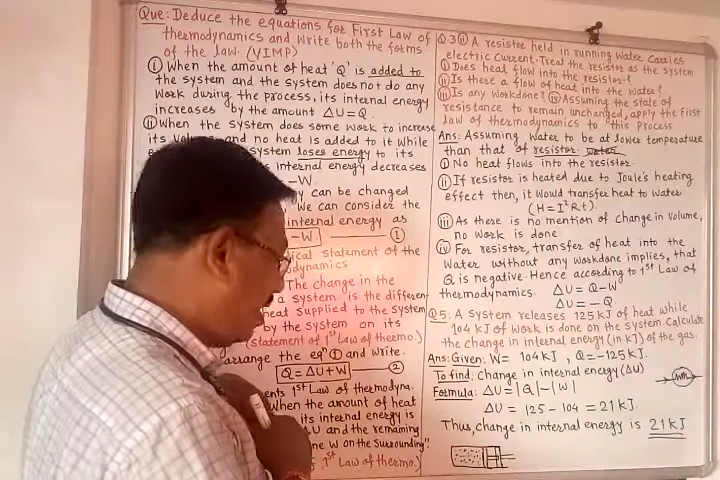 Que: Deduce the equations for First Law of
thermodynamics and write both the forms
of the law. (VIMP)
(i) When the amount of heat 'Q' is added to
the system and the system does not do any
work during the process, its internal energy
increases by the amount ΔU = Q.
(ii) When the system does some work to increase
its volume and no heat is added to it while
system loses energy to its
its internal energy decreases
-W.
can be changed
we can consider the
internal energy as
-W ——— (1)
ical statement of the
odynamics
The change in the
a system is the differen
heat supplied to the system
by the system on its
(Statement of 1st Law of thermo.)
arrange the eqⁿ (1) and write.
Q = ΔU + W ——— (2)
ents 1st Law of thermodyna.
When the amount of heat
its internal energy is
U and the remaining
ne W on the surrounding"
1st Law of thermo.)
Q.3(ii) A resistor held in running water carries
electric current. Treat the resistor as the system
(i) Does heat flow into the resistor?
(ii) Is there a flow of heat into the water?
(iii) Is any work done? (iv) Assuming the state of
resistance to remain unchanged, apply the First
law of thermodynamics to this process
Ans: Assuming water to be at lower temperature
than that of resistor.
(i) No heat flows into the resistor.
(ii) If resistor is heated due to Joule's heating
effect then, it would transfer heat to water
(H = I²Rt).
(iii) As there is no mention of change in volume,
no work is done
(iv) For resistor, transfer of heat into the
water without any workdone implies, that
Q is negative. Hence according to 1st Law of
thermodynamics. ΔU = Q - W
ΔU = - Q.
Q5: A system releases 125 kJ of heat while
104 kJ of work is done on the system. Calculate
the change in internal energy (in kJ) of the gas.
Ans: Given: W = 104 kJ, Q = -125 kJ.
To find: Change in internal energy (ΔU)
Formula: ΔU = |Q| - |W|
ΔU = 125 - 104 = 21 kJ.
Thus, change in internal energy is 21 kJ